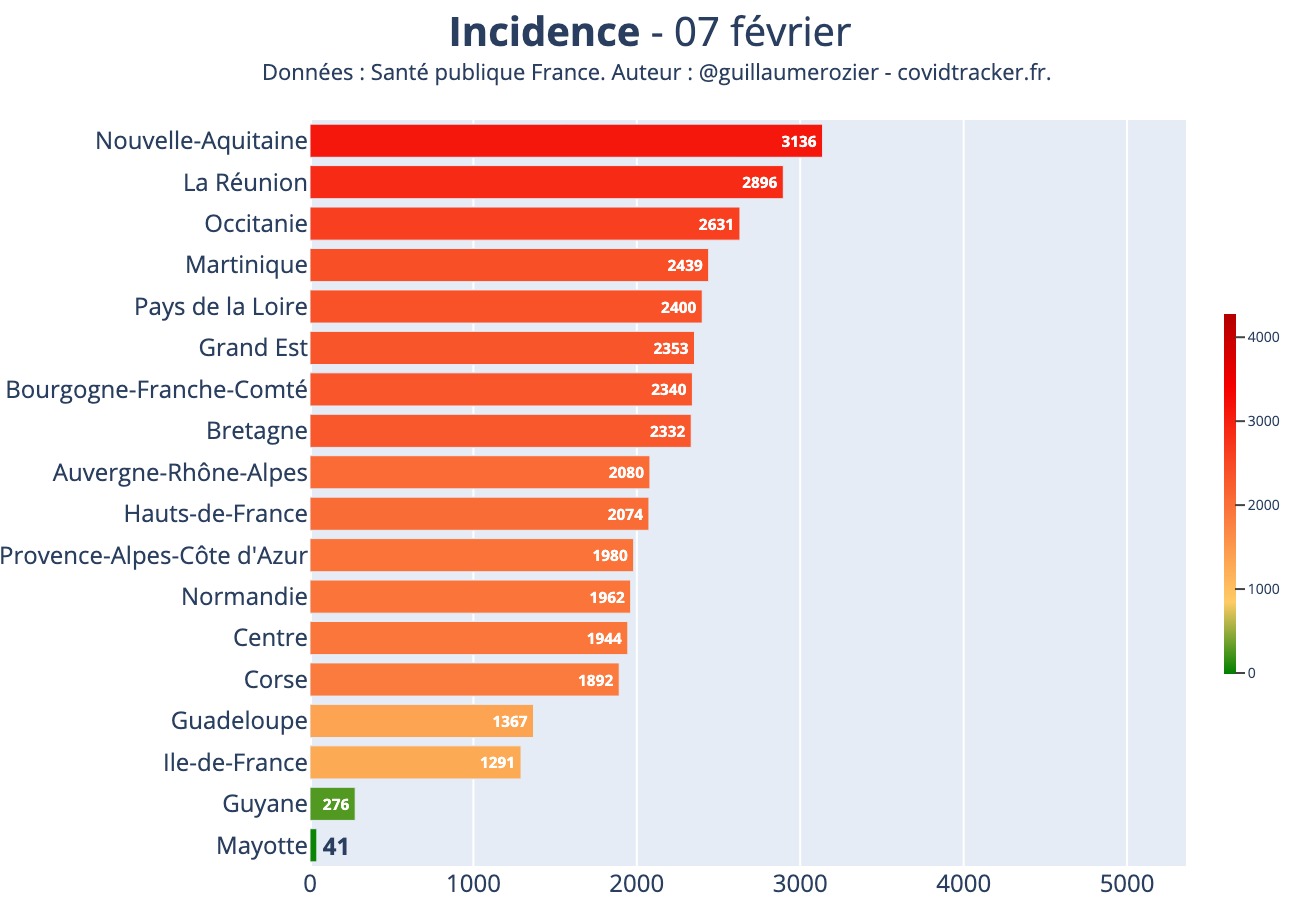 Incidence - 07 février
Données : Santé publique France. Auteur : @guillaumerozier - covidtracker.fr.
Nouvelle-Aquitaine 3136
La Réunion 2896
Occitanie 2631
Martinique 2439
Pays de la Loire 2400
Grand Est 2353
Bourgogne-Franche-Comté 2340
Bretagne 2332
Auvergne-Rhône-Alpes 2080
Hauts-de-France 2074
Provence-Alpes-Côte d'Azur 1980
Normandie 1962
Centre 1944
Corse 1892
Guadeloupe 1367
Ile-de-France 1291
Guyane 276
Mayotte 41
0 1000 2000 3000 4000 5000
4000
3000
2000
1000
0